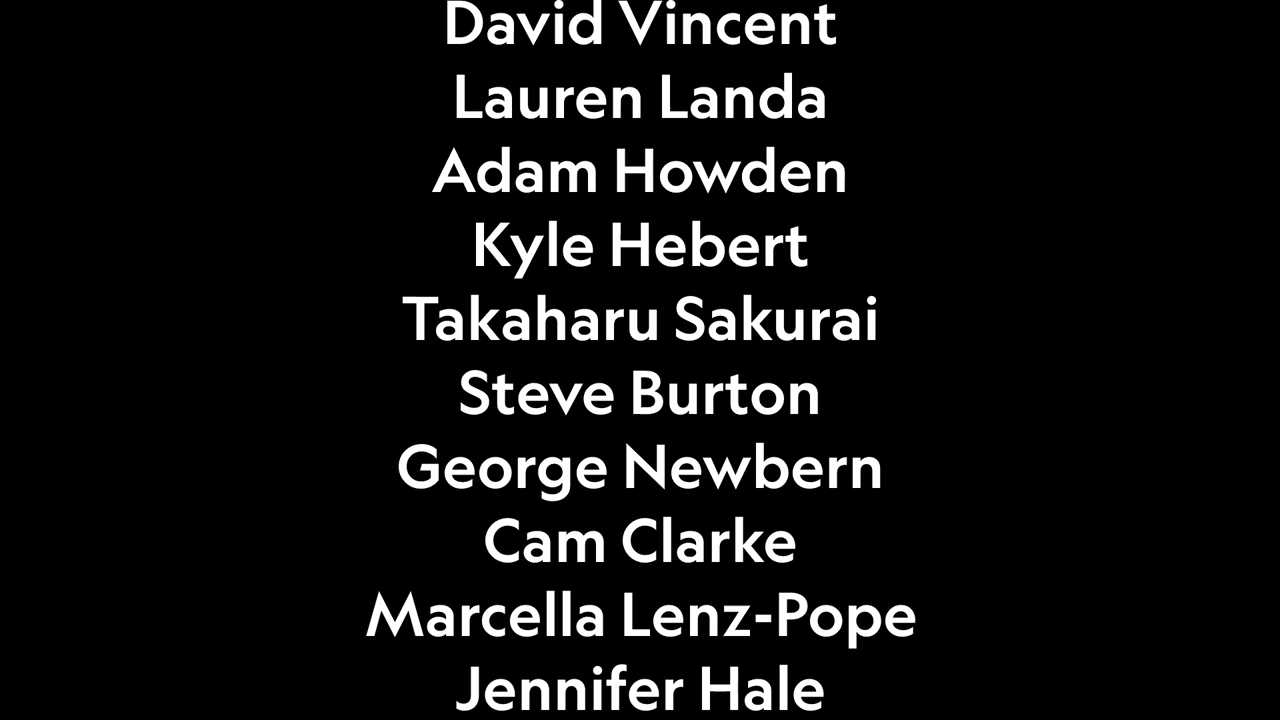 David Vincent
Lauren Landa
Adam Howden
Kyle Hebert
Takaharu Sakurai
Steve Burton
George Newbern
Cam Clarke
Marcella Lenz-Pope
Jennifer Hale